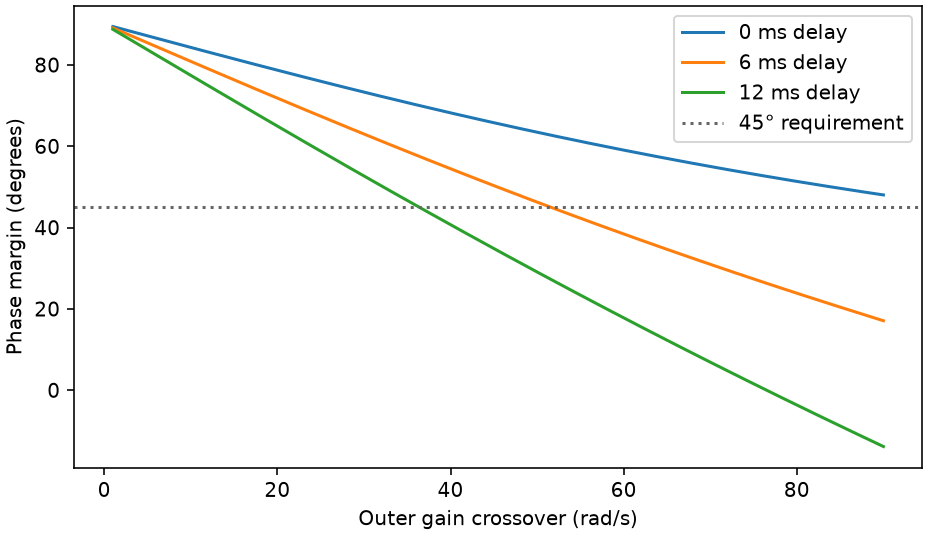 0 ms delay
6 ms delay
12 ms delay
45° requirement
Phase margin (degrees)
80
60
40
20
0
0 20 40 60 80
Outer gain crossover (rad/s)